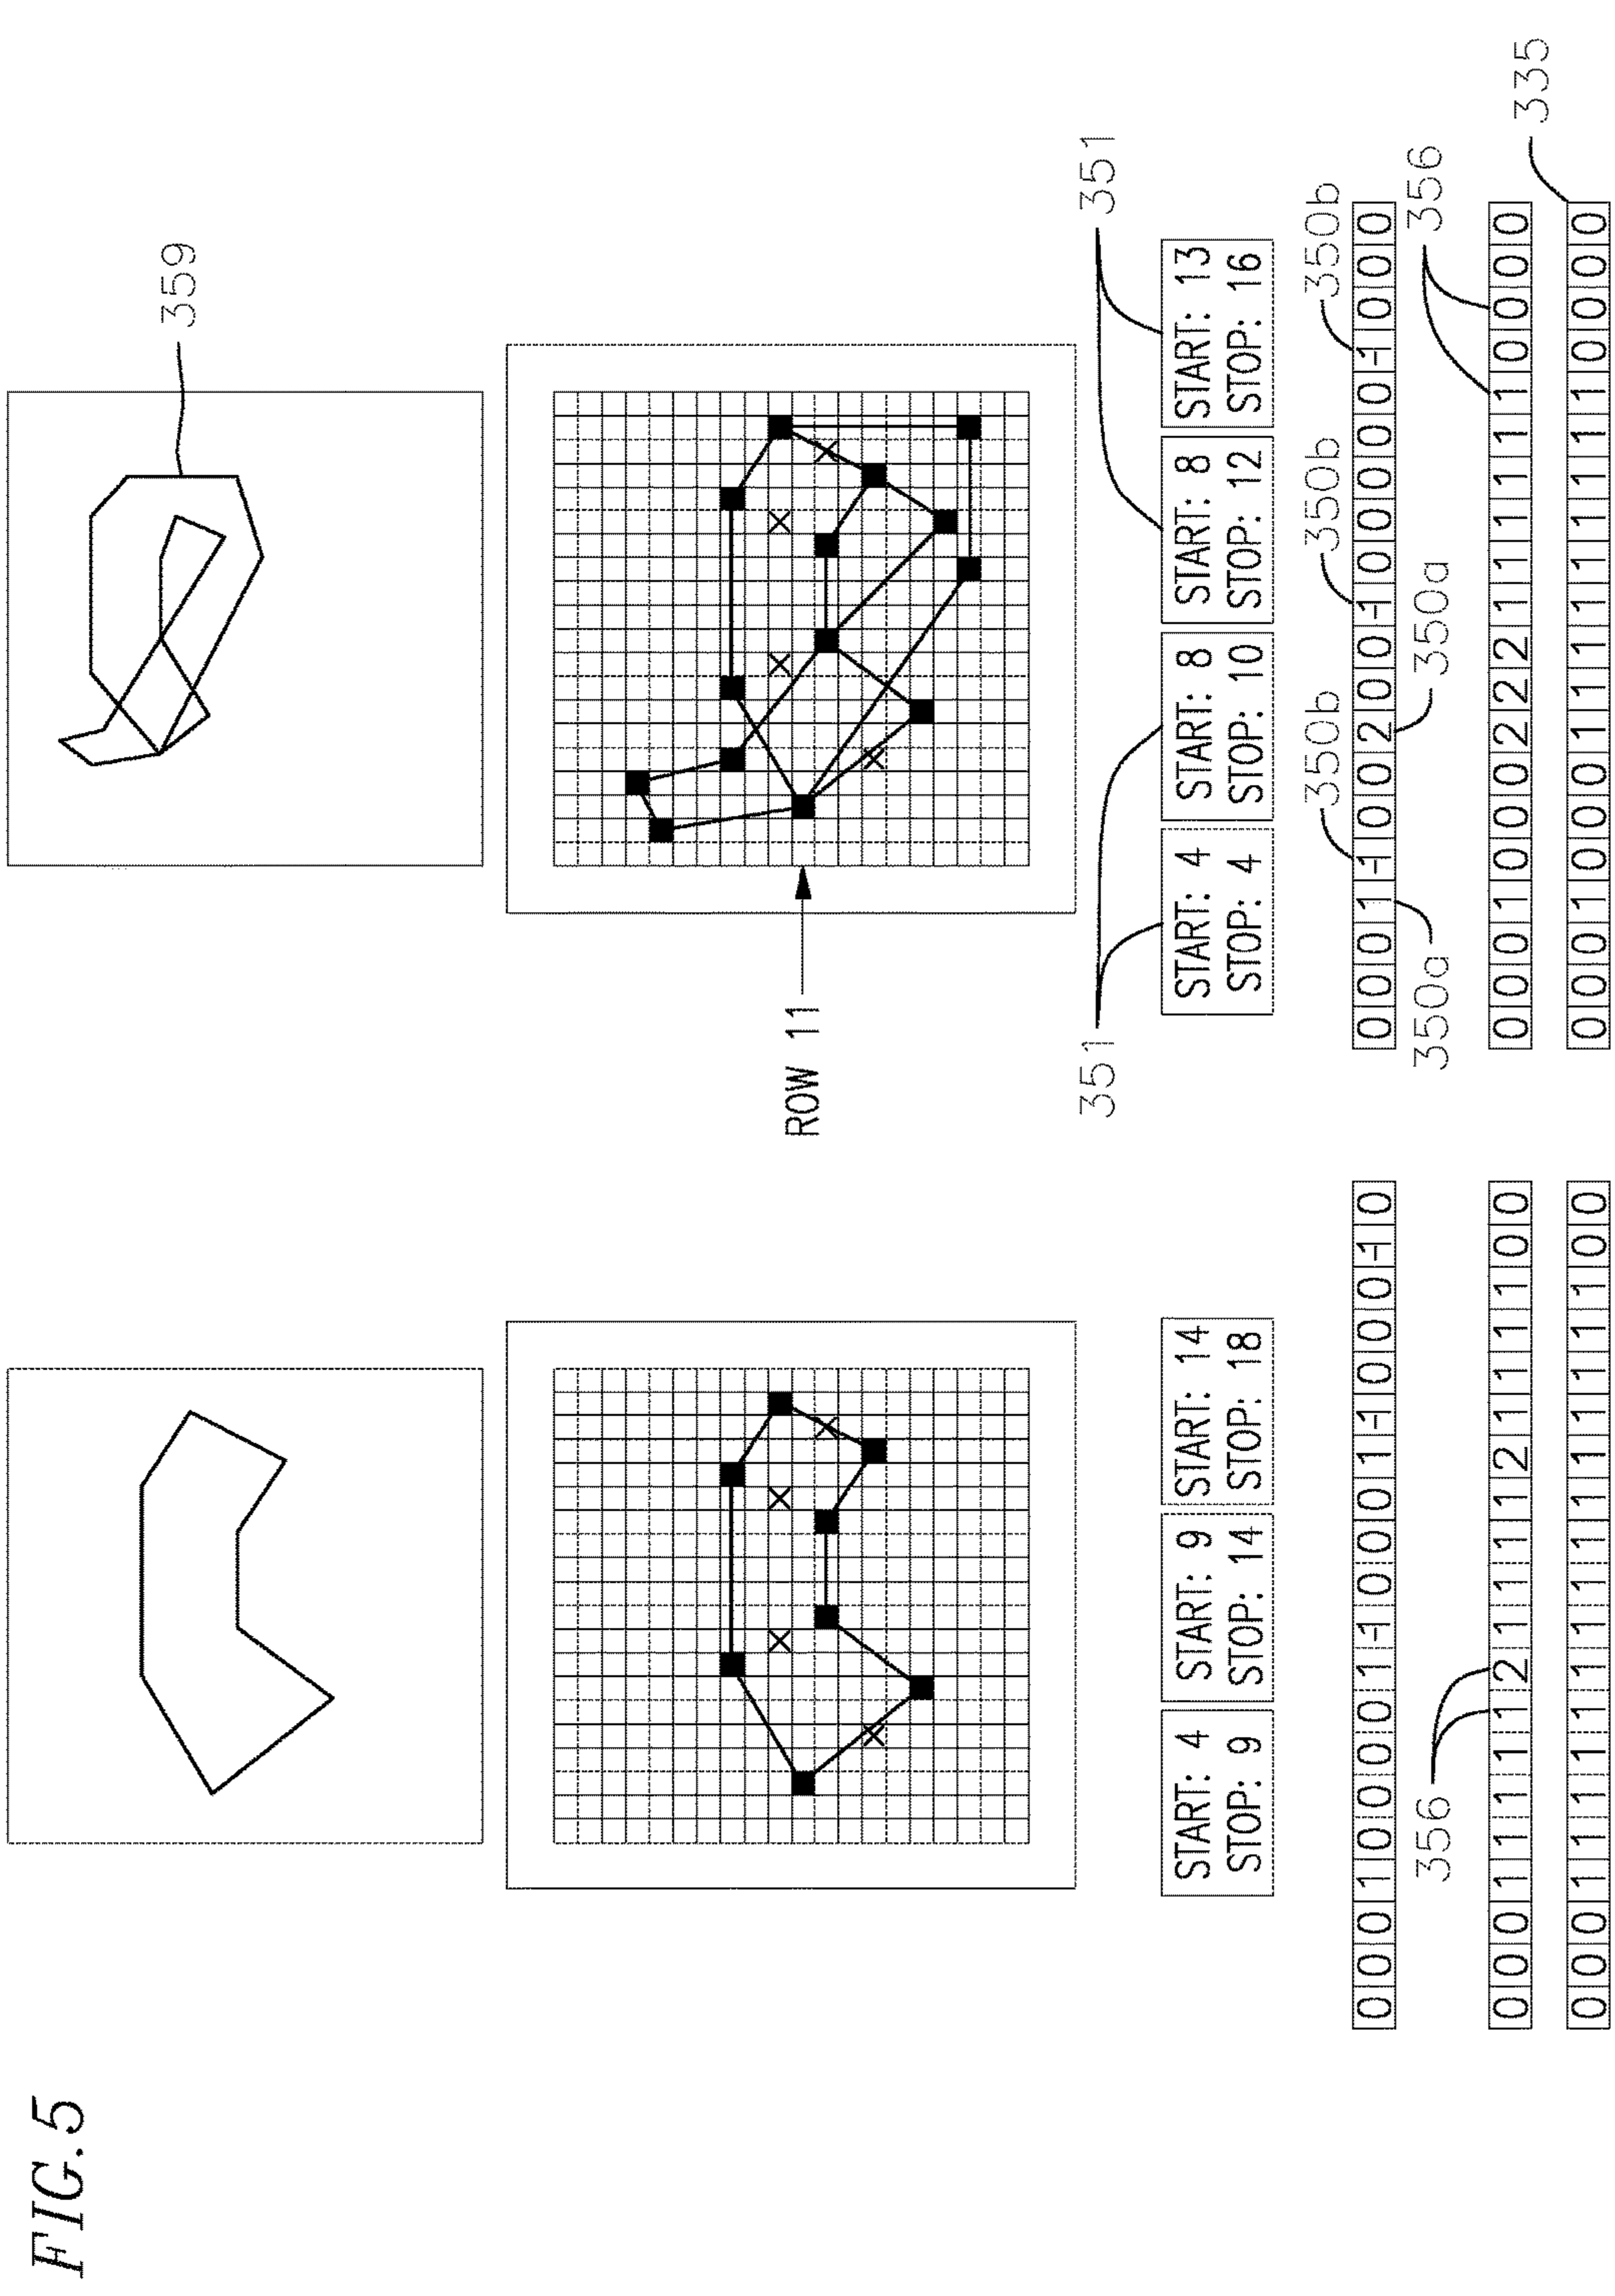 FIG.5
359
ROW 11
351
351
START: 4
STOP: 9
START: 9
STOP: 14
START: 14
STOP: 18
START: 4
STOP: 4
START: 8
STOP: 10
START: 8
STOP: 12
START: 13
STOP: 16
350b
350b
350b
0 0 0 1 0 0 0 0 1 -1 0 0 0 1 -1 0 0 0 -1 0
0 0 0 1 -1 0 0 2 0 0 -1 0 0 0 0 0 -1 0 0 0
356
350a
350a
356
0 0 0 1 1 1 1 1 2 1 1 1 1 2 1 1 1 1 0 0
0 0 0 1 0 0 0 2 2 2 1 1 1 1 1 1 0 0 0 0
335
0 0 0 1 1 1 1 1 1 1 1 1 1 1 1 1 1 1 0 0
0 0 0 1 0 0 0 1 1 1 1 1 1 1 1 1 0 0 0 0